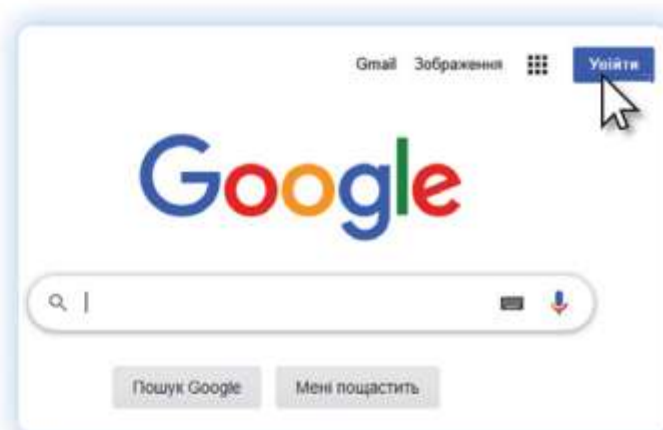 Gmail Зображення Увійти
Google
Пошук Google Мені пощастить